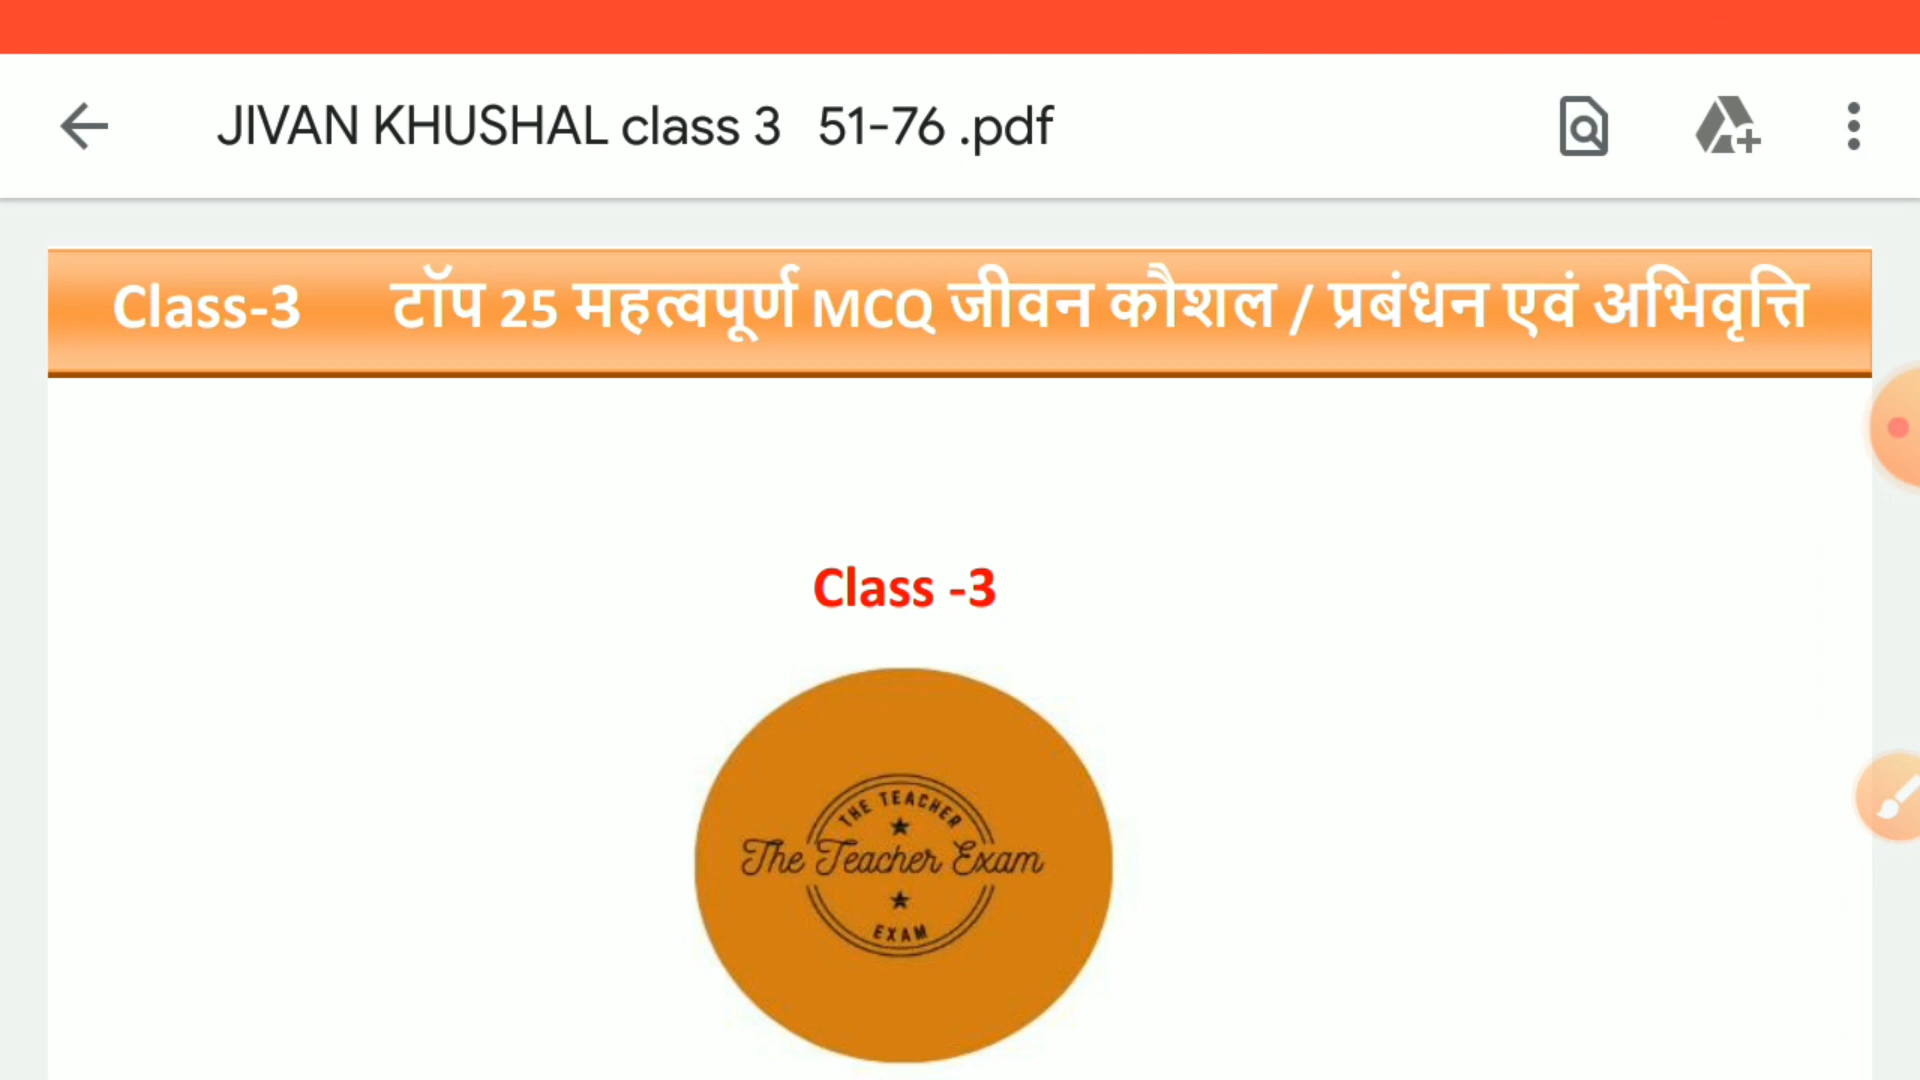 JIVAN KHUSHAL class 3 51-76 .pdf
Class-3 टॉप 25 महत्वपूर्ण MCQ जीवन कौशल / प्रबंधन एवं अभिवृत्ति
Class -3
THE TEACHER
The Teacher Exam
EXAM